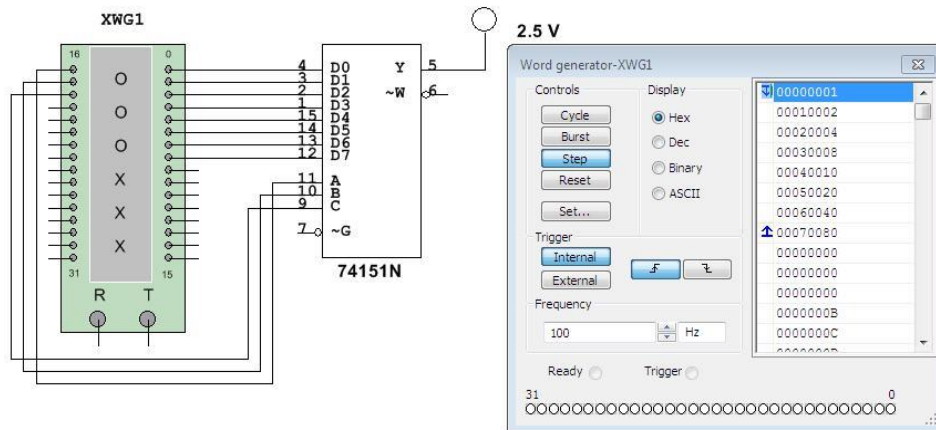 XWG1
16 0
O
O
O
X
X
X
31 15
R T
4 D0 Y 5
3 D1
2 D2 ~W 6
1 D3
15 D4
14 D5
13 D6
12 D7
11 A
10 B
9 C
7 ~G
74151N
2.5 V
Word generator-XWG1
Controls
Cycle
Burst
Step
Reset
Set...
Display
Hex
Dec
Binary
ASCII
Trigger
Internal
External
Frequency
100 Hz
Ready Trigger
31 0
00000001
00010002
00020004
00030008
00040010
00050020
00060040
00070080
00000000
00000000
00000000
0000000B
0000000C
0000000D